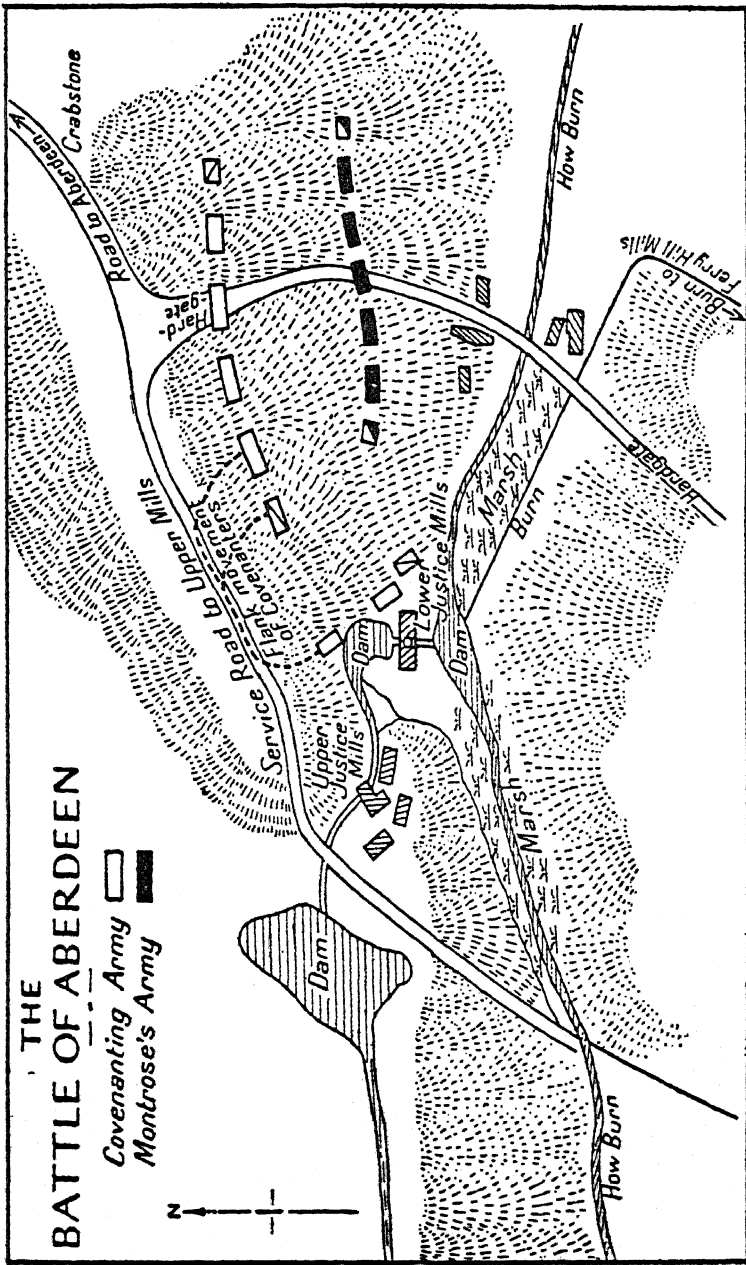 THE
BATTLE OF ABERDEEN
Covenanting Army
Montrose's Army
N
Road to Aberdeen
Crabstone
Hard-
gate
Service Road to Upper Mills
Flank movement
of Covenanters
Upper
Justice
Mills
Dam
Dam
Lower
Justice Mills
Dam
Marsh
Marsh
Burn
How Burn
How Burn
Hardgate
Burn to
Ferry Hill Mills